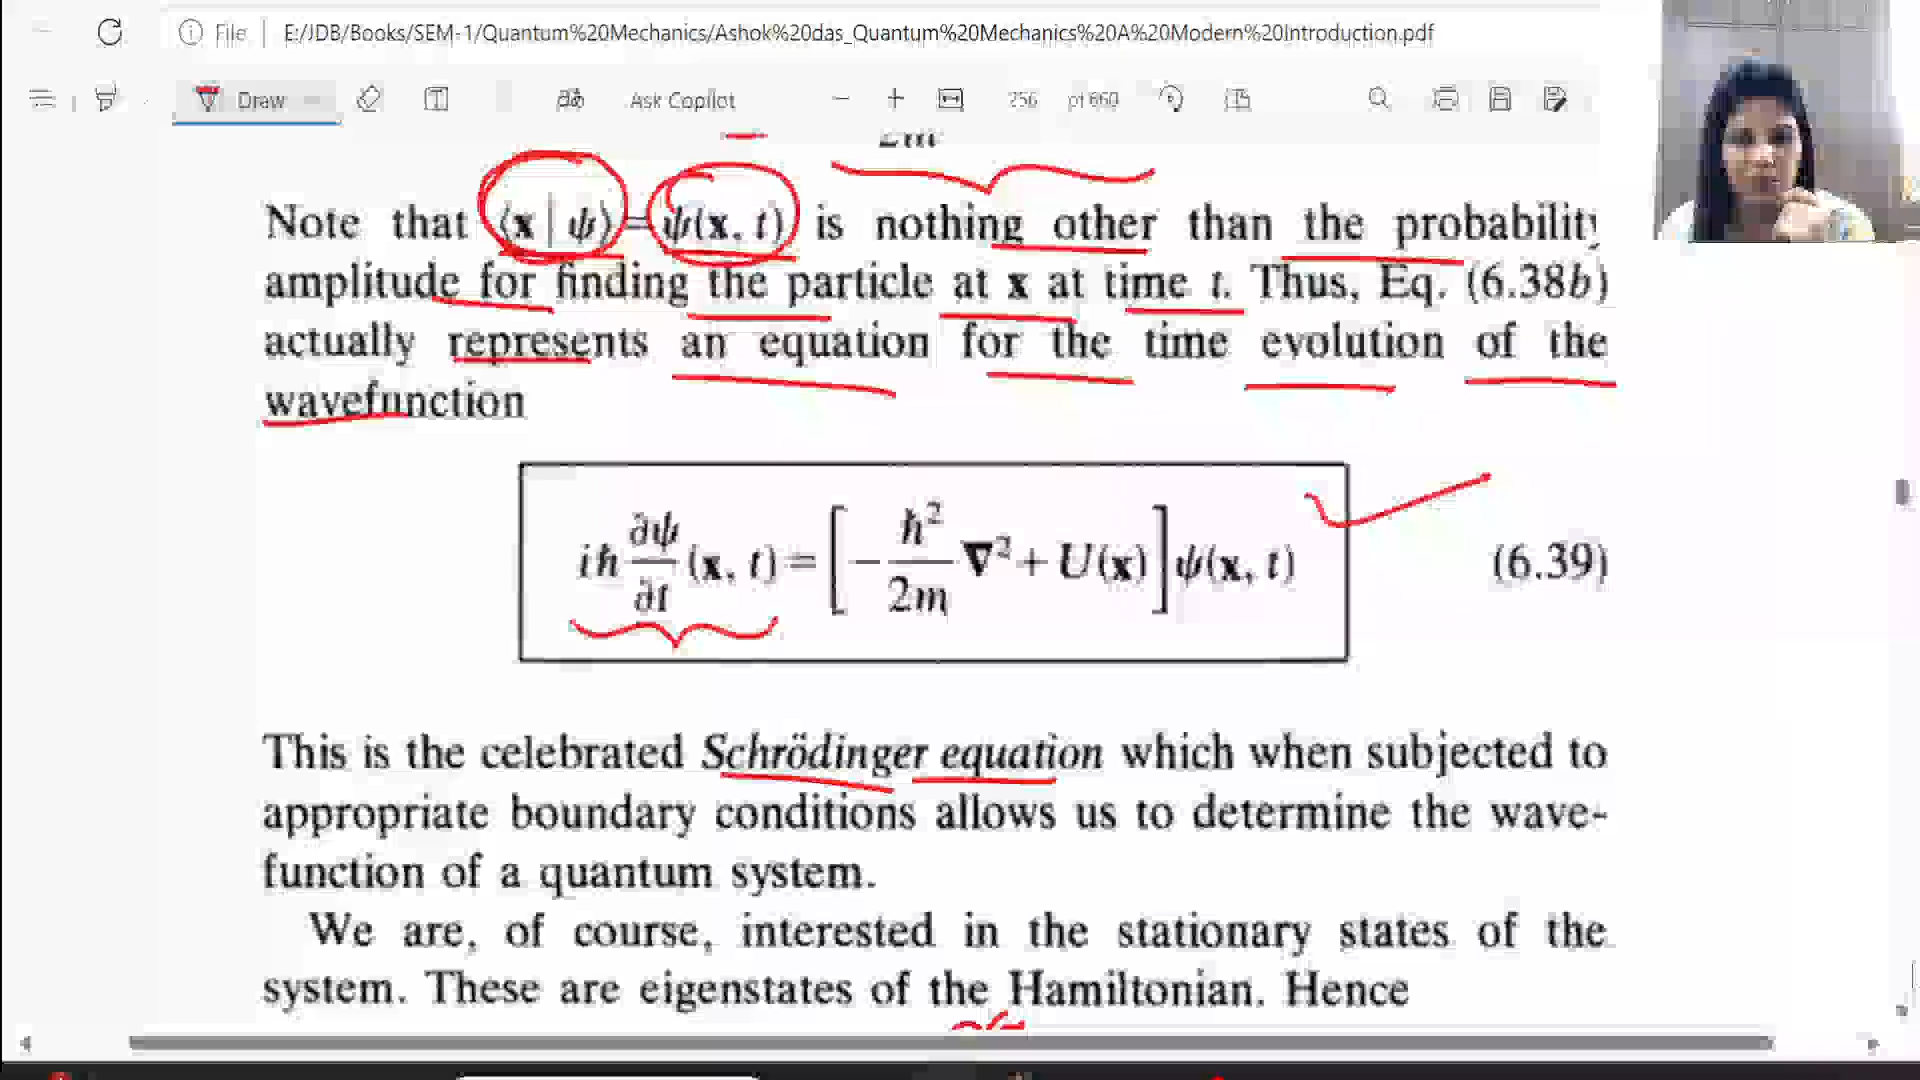 File | E:/JDB/Books/SEM-1/Quantum%20Mechanics/Ashok%20das_Quantum%20Mechanics%20A%20Modern%20Introduction.pdf
Draw Ask Copilot 256 of 660
2m
Note that ⟨x|ψ⟩ = ψ(x, t) is nothing other than the probability
amplitude for finding the particle at x at time t. Thus, Eq. (6.38b)
actually represents an equation for the time evolution of the
wavefunction
iħ ∂ψ/∂t (x, t) = [ − ħ²/2m ∇² + U(x) ] ψ(x, t) (6.39)
This is the celebrated Schrödinger equation which when subjected to
appropriate boundary conditions allows us to determine the wave-
function of a quantum system.
We are, of course, interested in the stationary states of the
system. These are eigenstates of the Hamiltonian. Hence